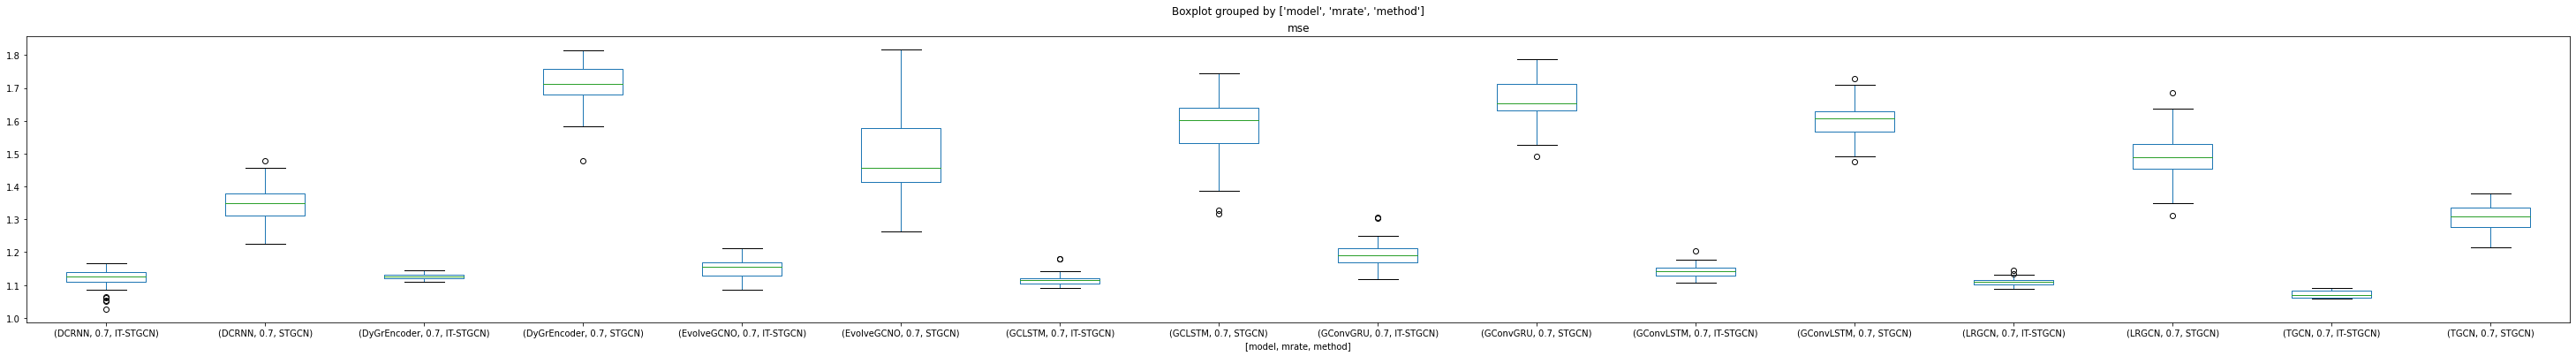 Boxplot grouped by ['model', 'mrate', 'method']
mse
1.8
1.7
1.6
1.5
1.4
1.3
1.2
1.1
1.0
(DCRNN, 0.7, IT-STGCN) (DCRNN, 0.7, STGCN) (DyGrEncoder, 0.7, IT-STGCN) (DyGrEncoder, 0.7, STGCN) (EvolveGCNO, 0.7, IT-STGCN) (EvolveGCNO, 0.7, STGCN) (GCLSTM, 0.7, IT-STGCN) (GCLSTM, 0.7, STGCN) (GConvGRU, 0.7, IT-STGCN) (GConvGRU, 0.7, STGCN) (GConvLSTM, 0.7, IT-STGCN) (GConvLSTM, 0.7, STGCN) (LRGCN, 0.7, IT-STGCN) (LRGCN, 0.7, STGCN) (TGCN, 0.7, IT-STGCN) (TGCN, 0.7, STGCN)
[model, mrate, method]